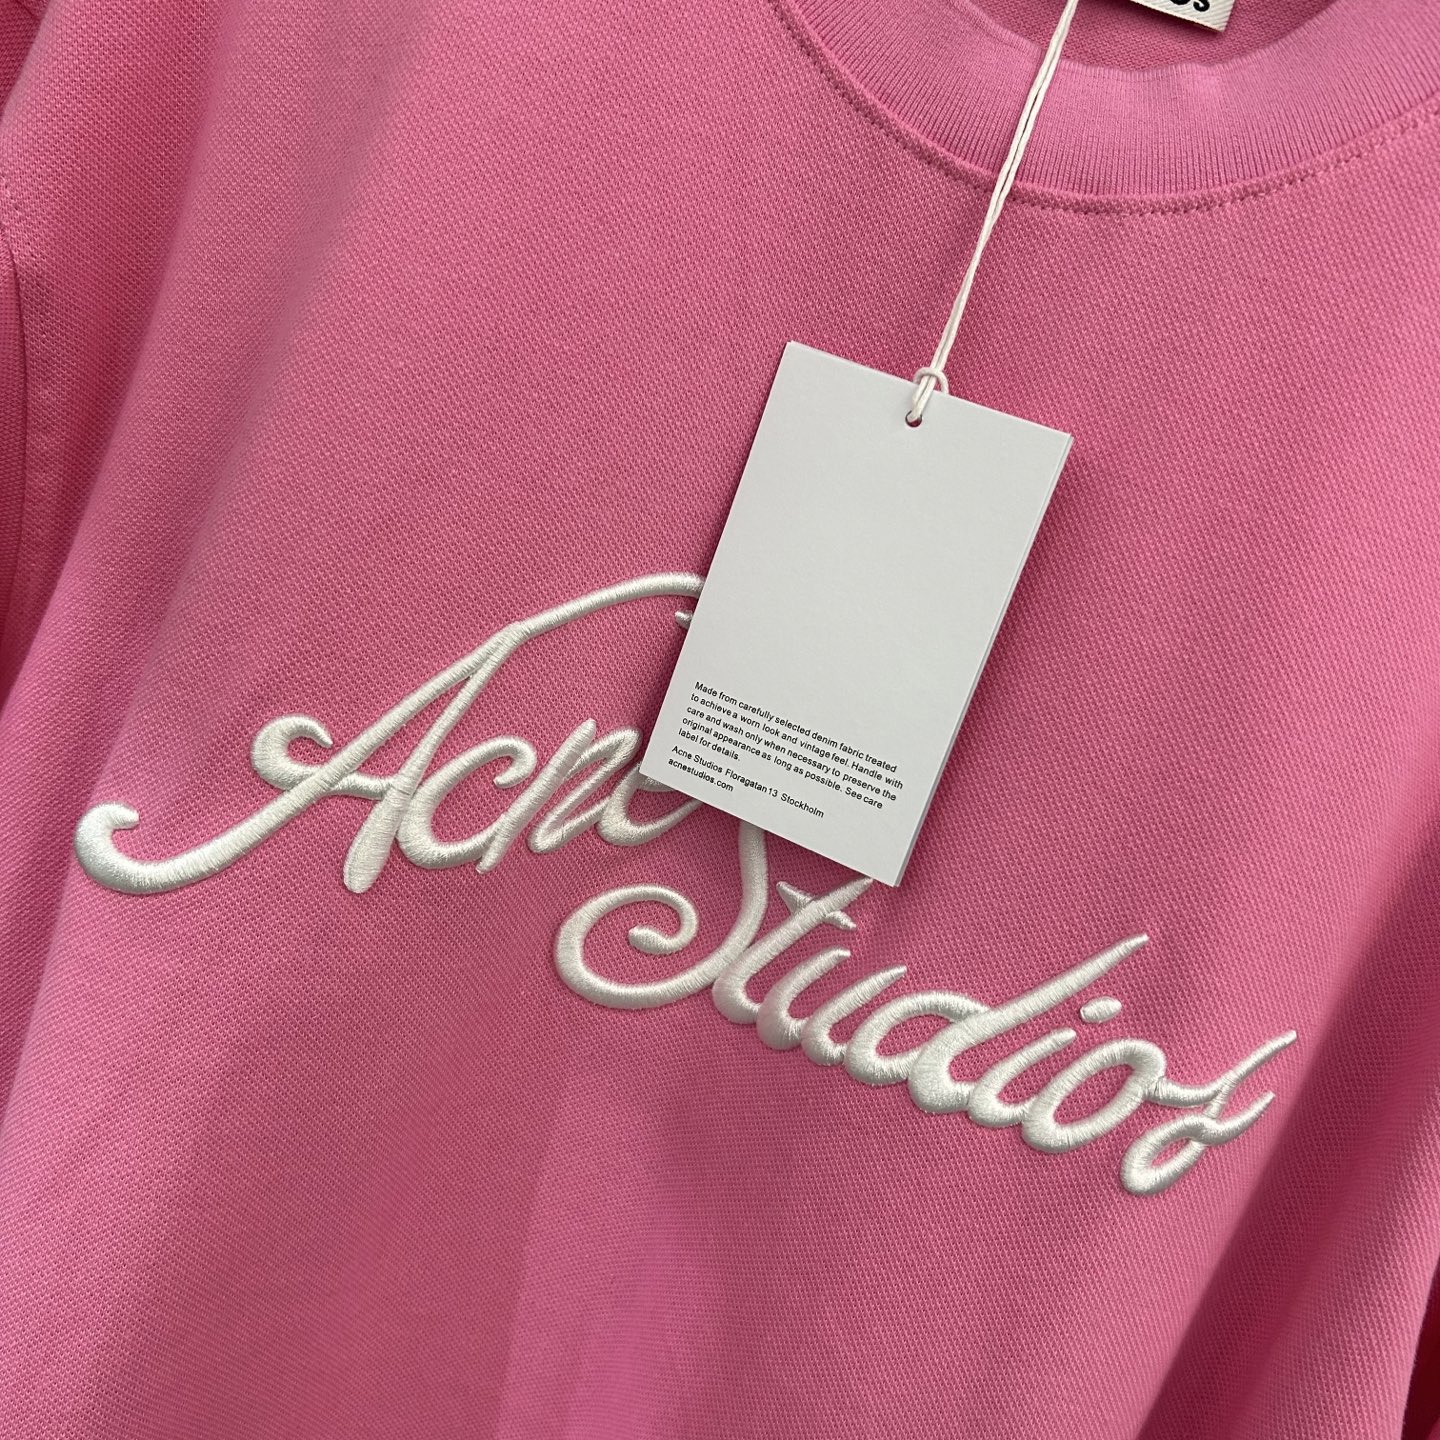 Made from carefully selected denim fabric treated
to achieve a worn look and vintage feel. Handle with
care and wash only when necessary to preserve the
original appearance as long as possible. See care
label for details.
Acne Studios Floragatan 13 Stockholm
acnestudios.com
Acne
Studios